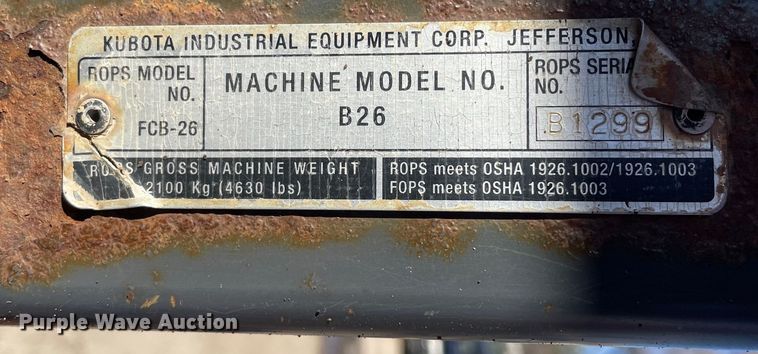 KUBOTA INDUSTRIAL EQUIPMENT CORP. JEFFERSON,
ROPS MODEL NO. FCB-26
MACHINE MODEL NO.
B26
ROPS SERIA
NO.
B1299
ROPS GROSS MACHINE WEIGHT
2100 Kg (4630 lbs)
ROPS meets OSHA 1926.1002/1926.1003
FOPS meets OSHA 1926.1003
Purple Wave Auction